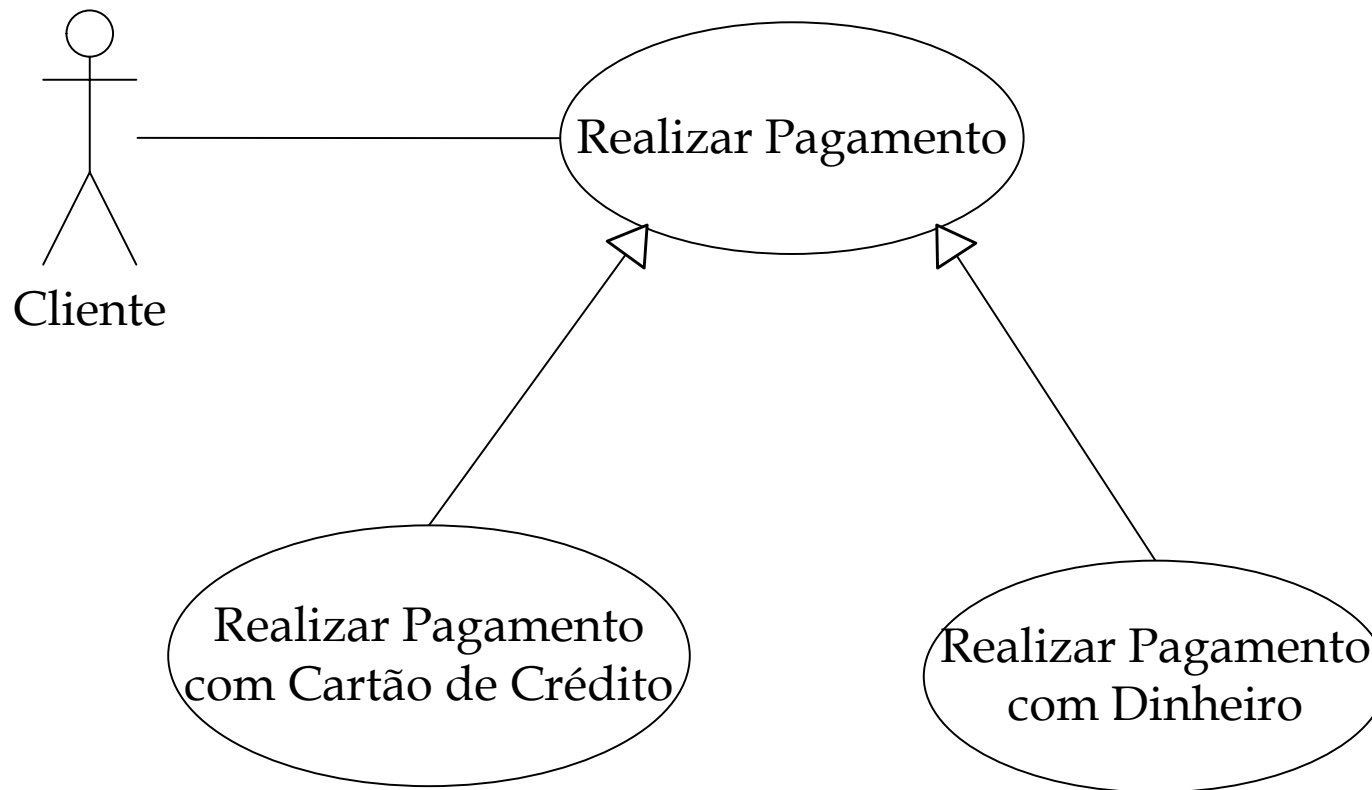 Realizar Pagamento
Cliente
Realizar Pagamento
com Cartão de Crédito
Realizar Pagamento
com Dinheiro